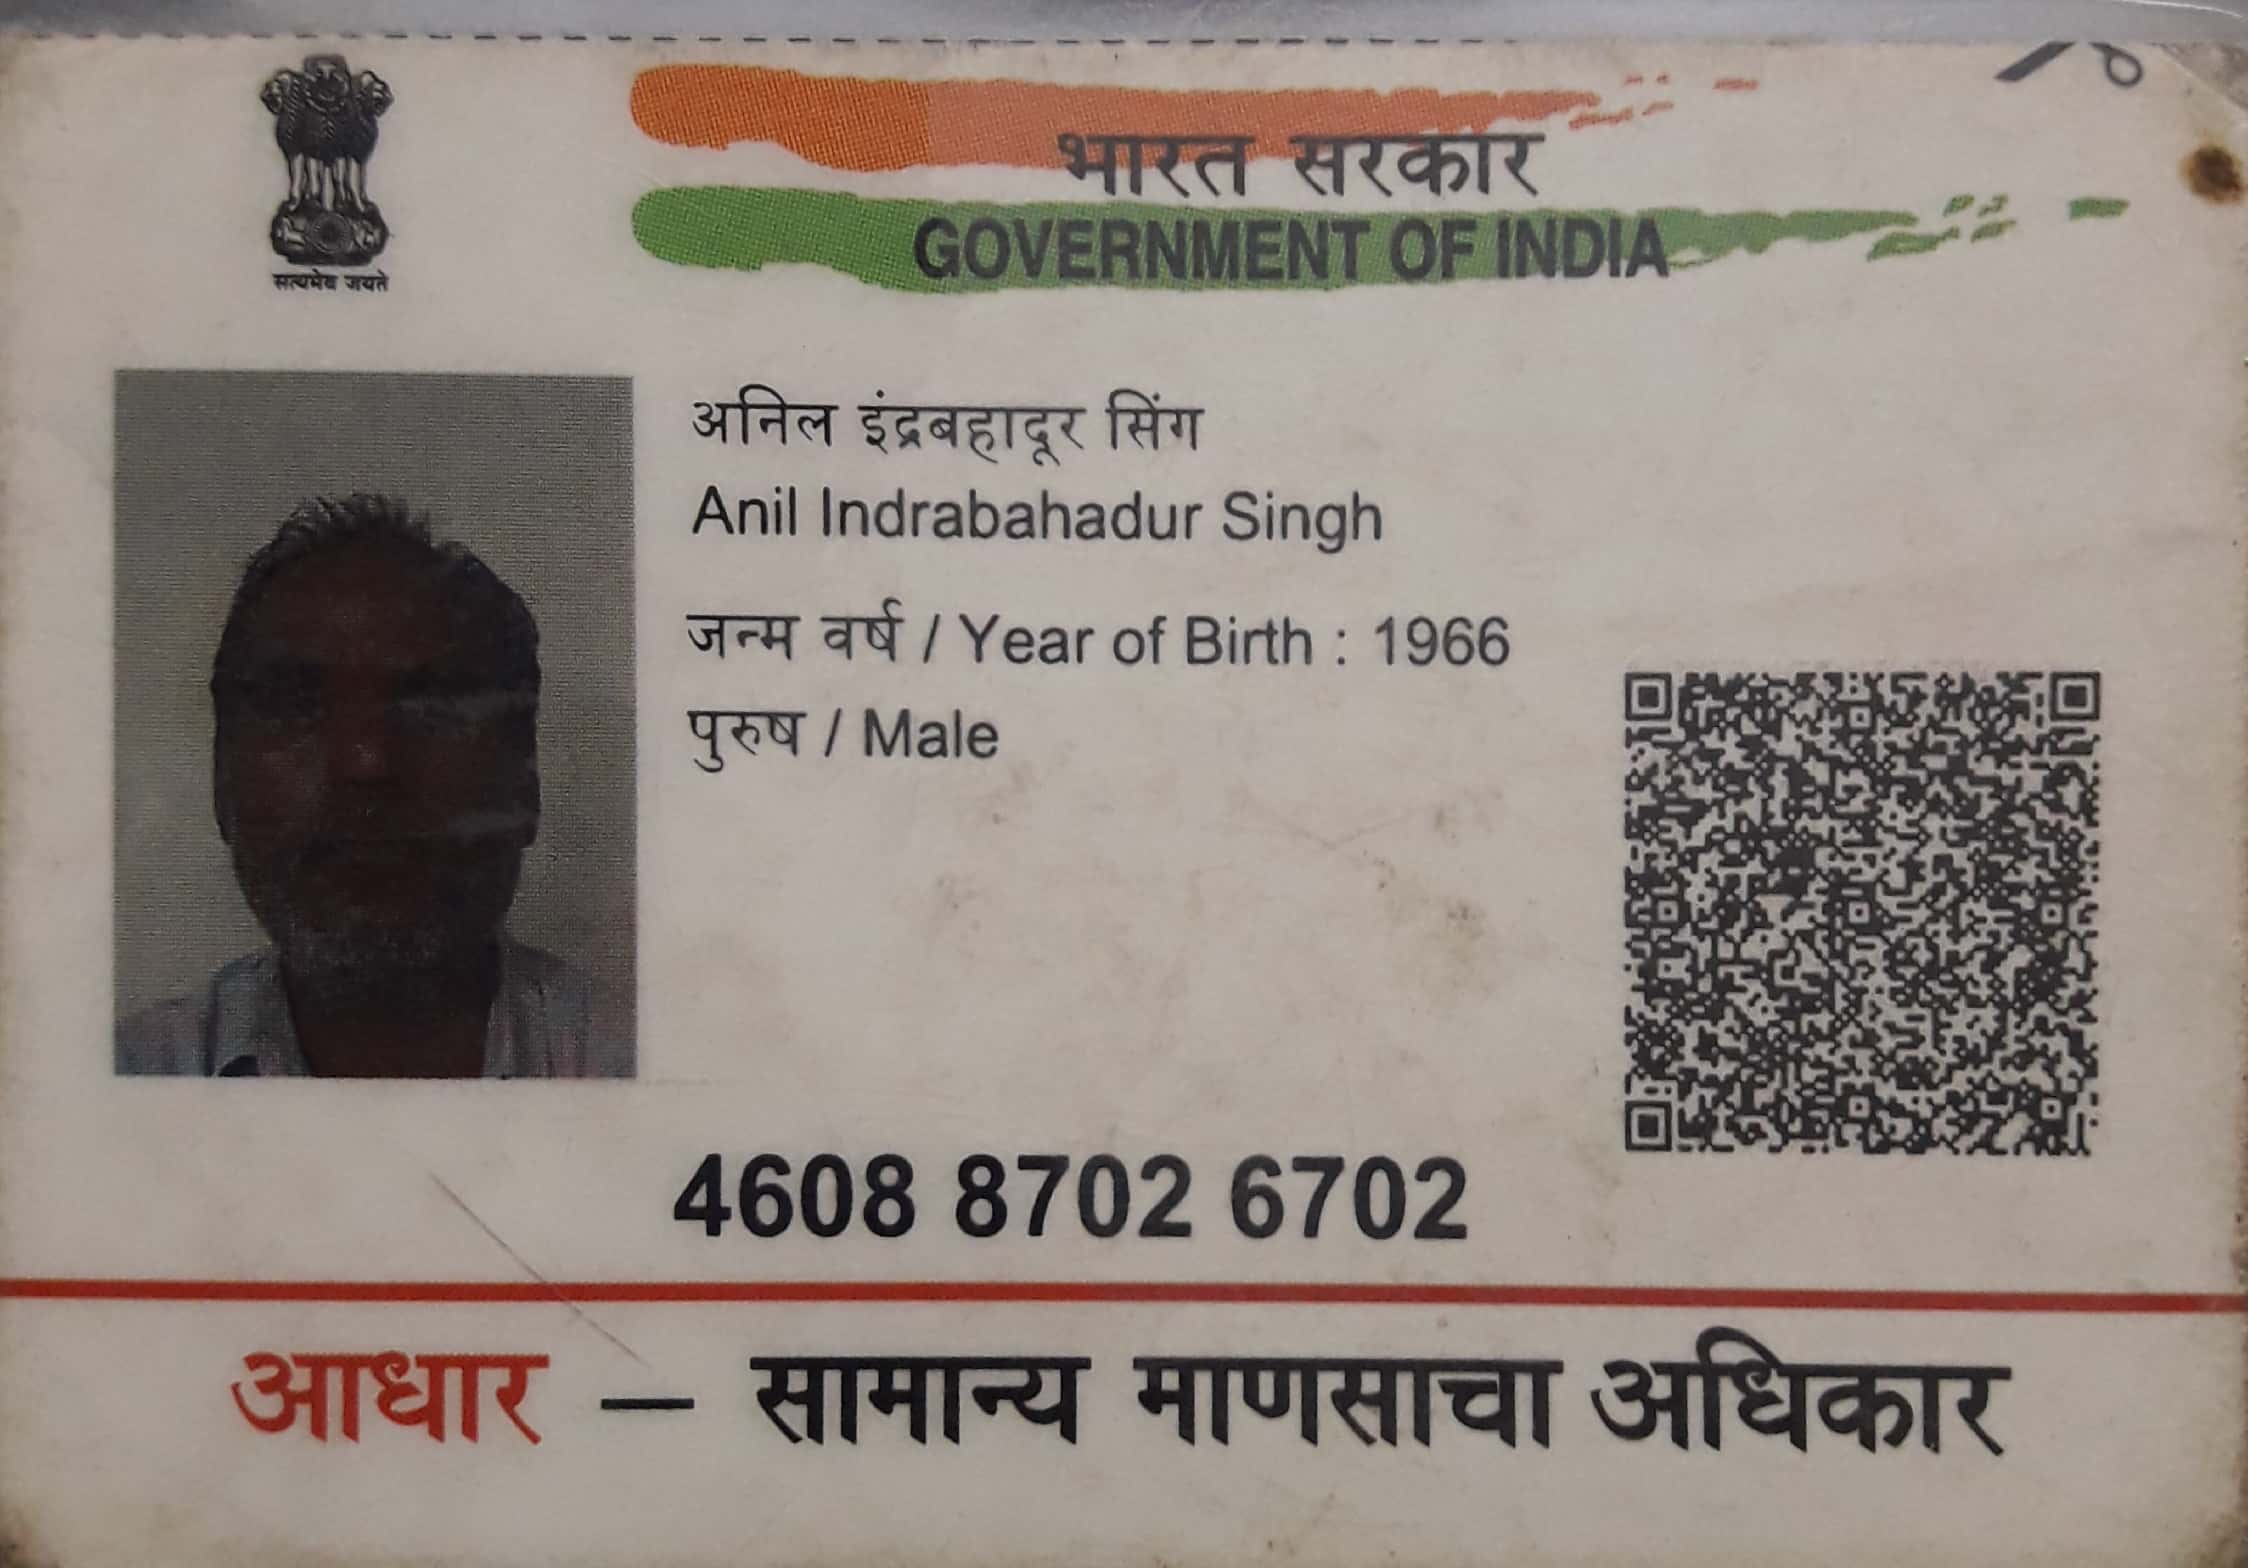 सत्यमेव जयते
भारत सरकार
GOVERNMENT OF INDIA
अनिल इंद्रबहादूर सिंग
Anil Indrabahadur Singh
जन्म वर्ष / Year of Birth : 1966
पुरुष / Male
4608 8702 6702
आधार – सामान्य माणसाचा अधिकार